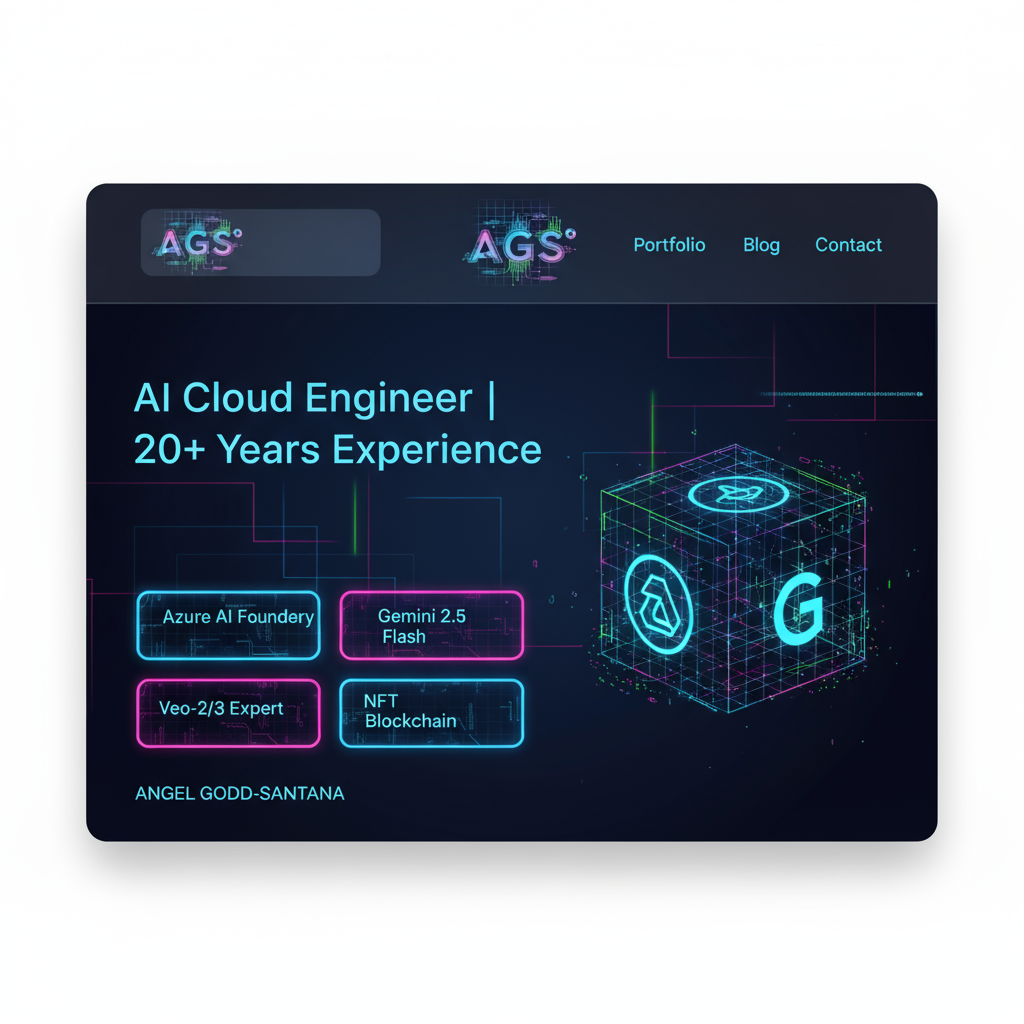 AGS
AGS
Portfolio
Blog
Contact
AI Cloud Engineer |
20+ Years Experience
Azure AI Foundery
Gemini 2.5
Flash
Veo-2/3 Expert
NFT
Blockchain
G
ANGEL GODD-SANTANA